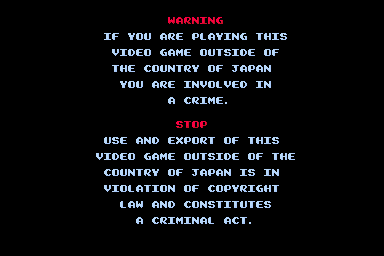 WARNING
IF YOU ARE PLAYING THIS
VIDEO GAME OUTSIDE OF
THE COUNTRY OF JAPAN
YOU ARE INVOLVED IN
A CRIME.
STOP
USE AND EXPORT OF THIS
VIDEO GAME OUTSIDE OF THE
COUNTRY OF JAPAN IS IN
VIOLATION OF COPYRIGHT
LAW AND CONSTITUTES
A CRIMINAL ACT.